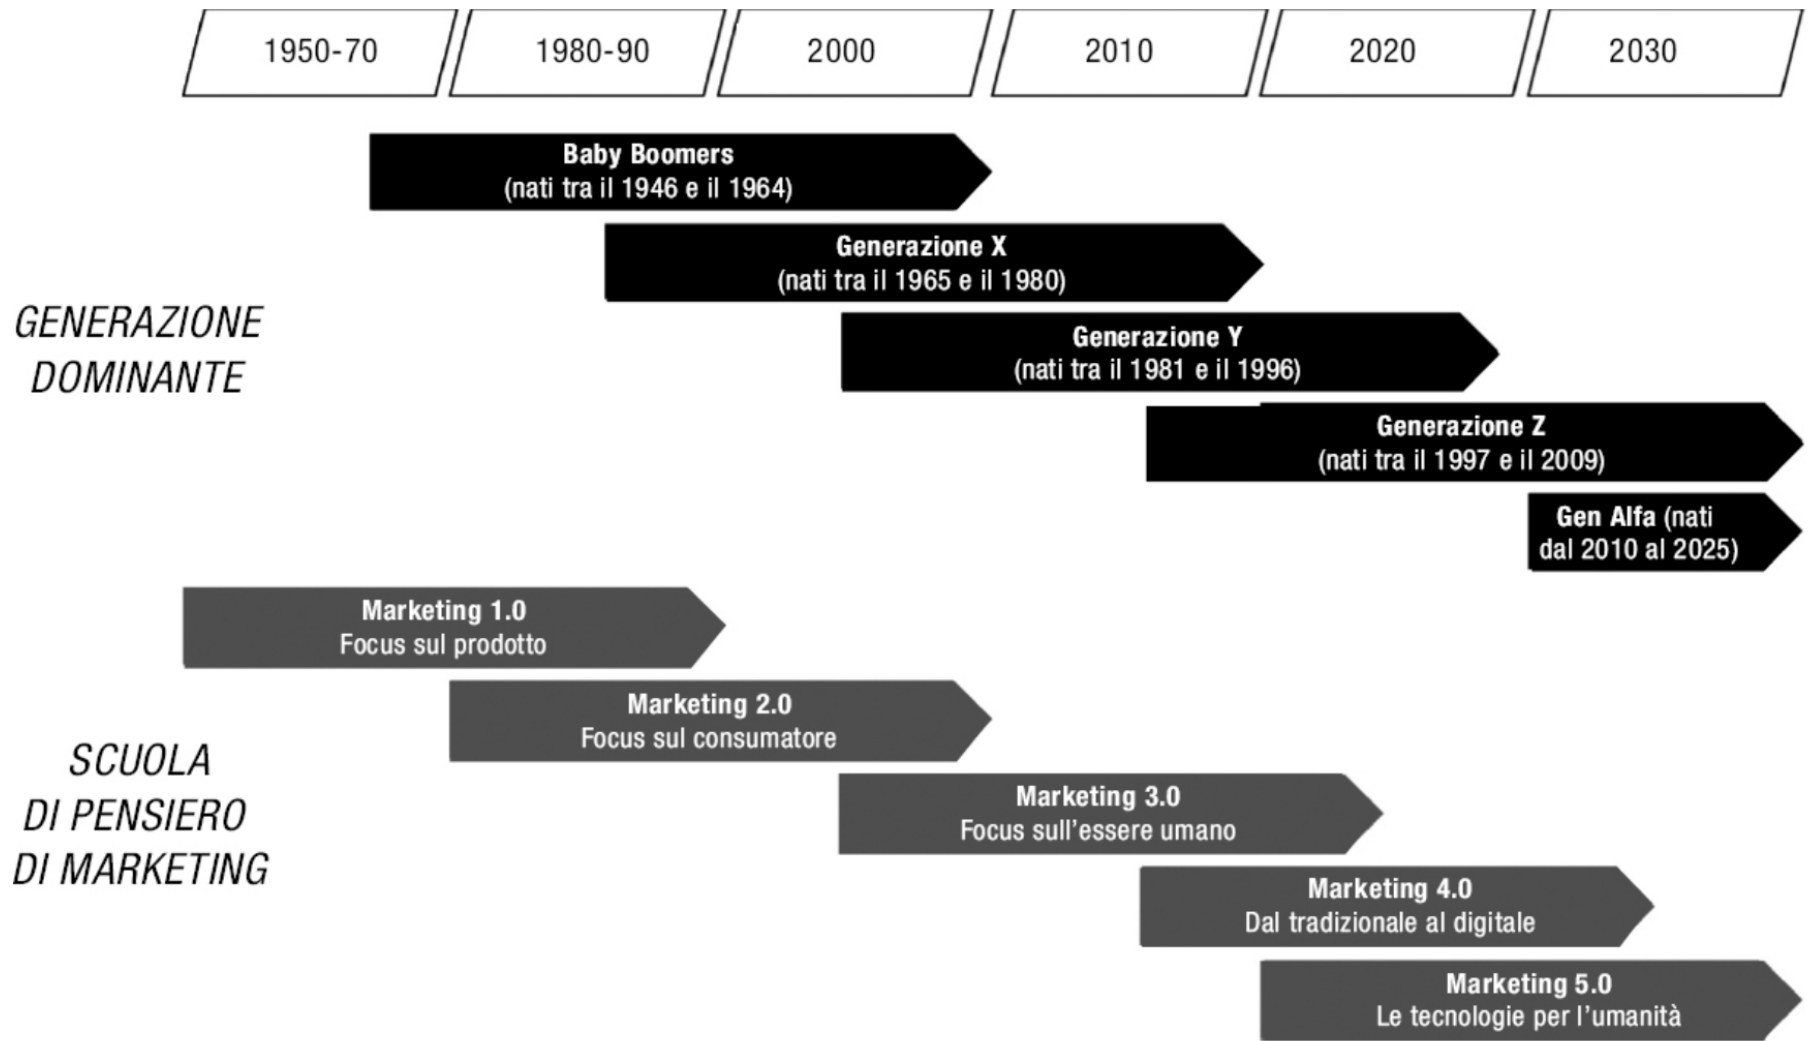 1950-70
1980-90
2000
2010
2020
2030
Baby Boomers
(nati tra il 1946 e il 1964)
Generazione X
(nati tra il 1965 e il 1980)
GENERAZIONE
DOMINANTE
Generazione Y
(nati tra il 1981 e il 1996)
Generazione Z
(nati tra il 1997 e il 2009)
Gen Alfa (nati
dal 2010 al 2025)
Marketing 1.0
Focus sul prodotto
Marketing 2.0
Focus sul consumatore
SCUOLA
DI PENSIERO
DI MARKETING
Marketing 3.0
Focus sull'essere umano
Marketing 4.0
Dal tradizionale al digitale
Marketing 5.0
Le tecnologie per l'umanità